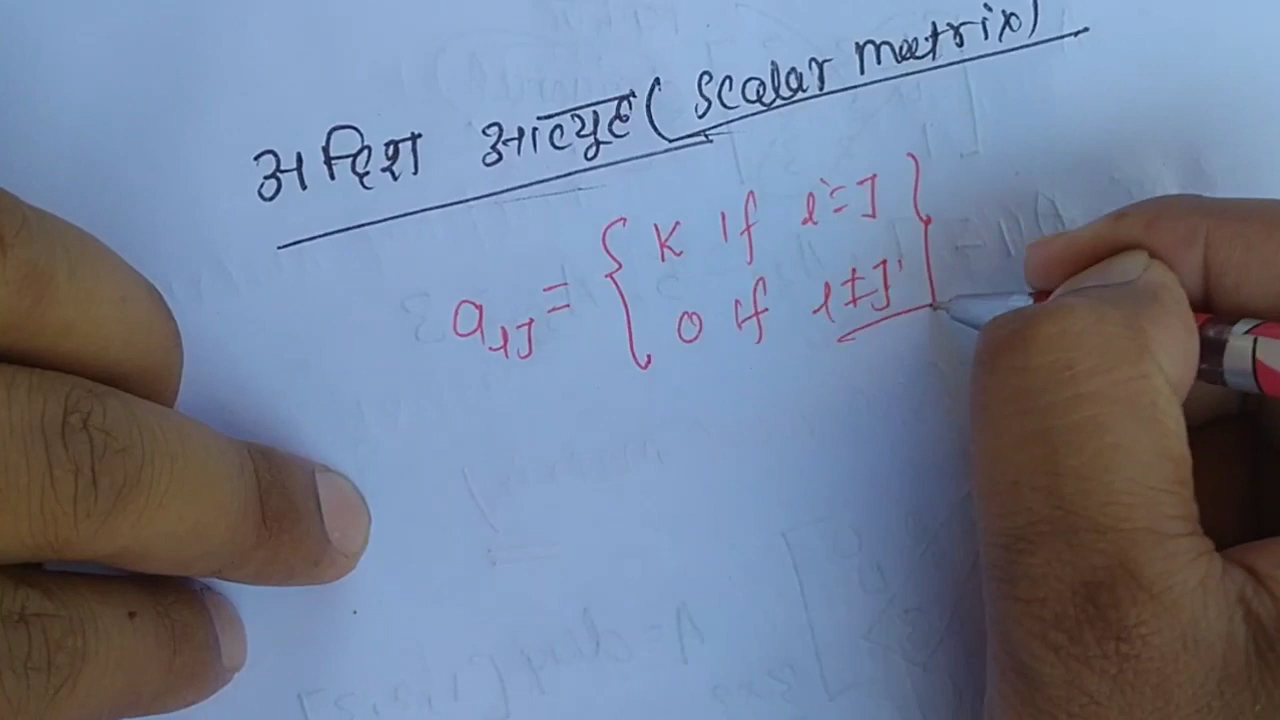 अदिश आव्यूह (Scalar matrix)
aij = { K if i=J
0 if i≠J }